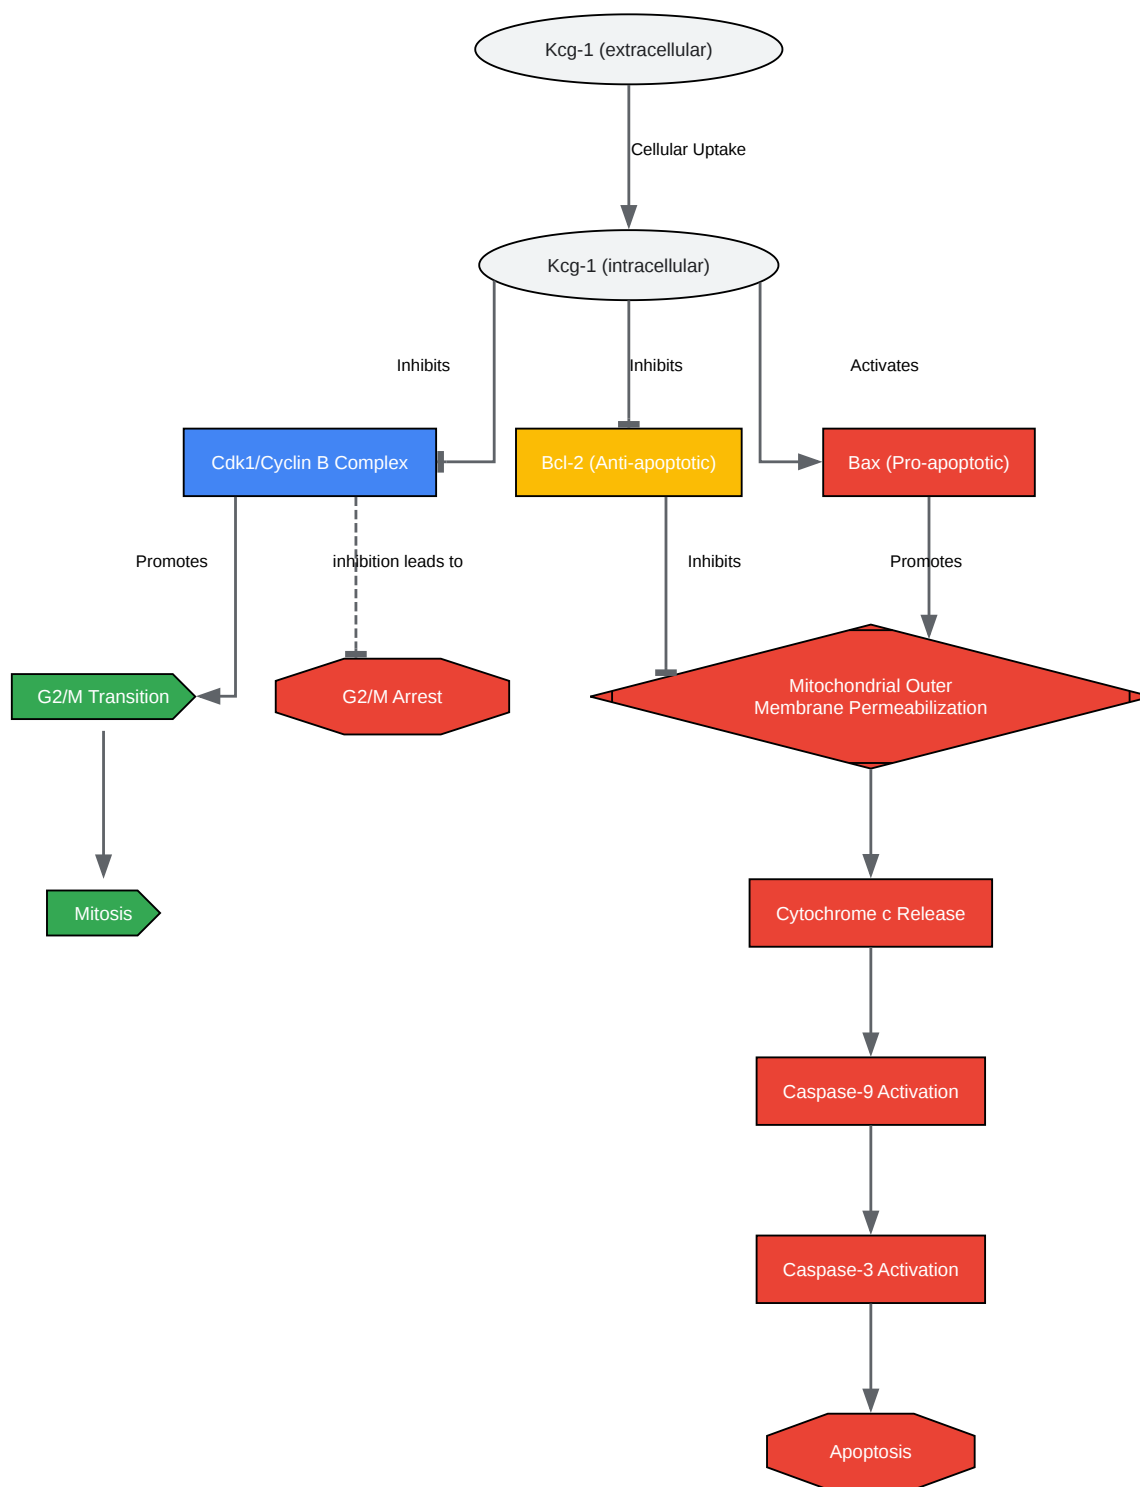 Kcg-1 (extracellular)
Cellular Uptake
Kcg-1 (intracellular)
Inhibits
Inhibits
Activates
Cdk1/Cyclin B Complex
Bcl-2 (Anti-apoptotic)
Bax (Pro-apoptotic)
Promotes
inhibition leads to
Inhibits
Promotes
G2/M Transition
G2/M Arrest
Mitochondrial Outer
Membrane Permeabilization
Mitosis
Cytochrome c Release
Caspase-9 Activation
Caspase-3 Activation
Apoptosis